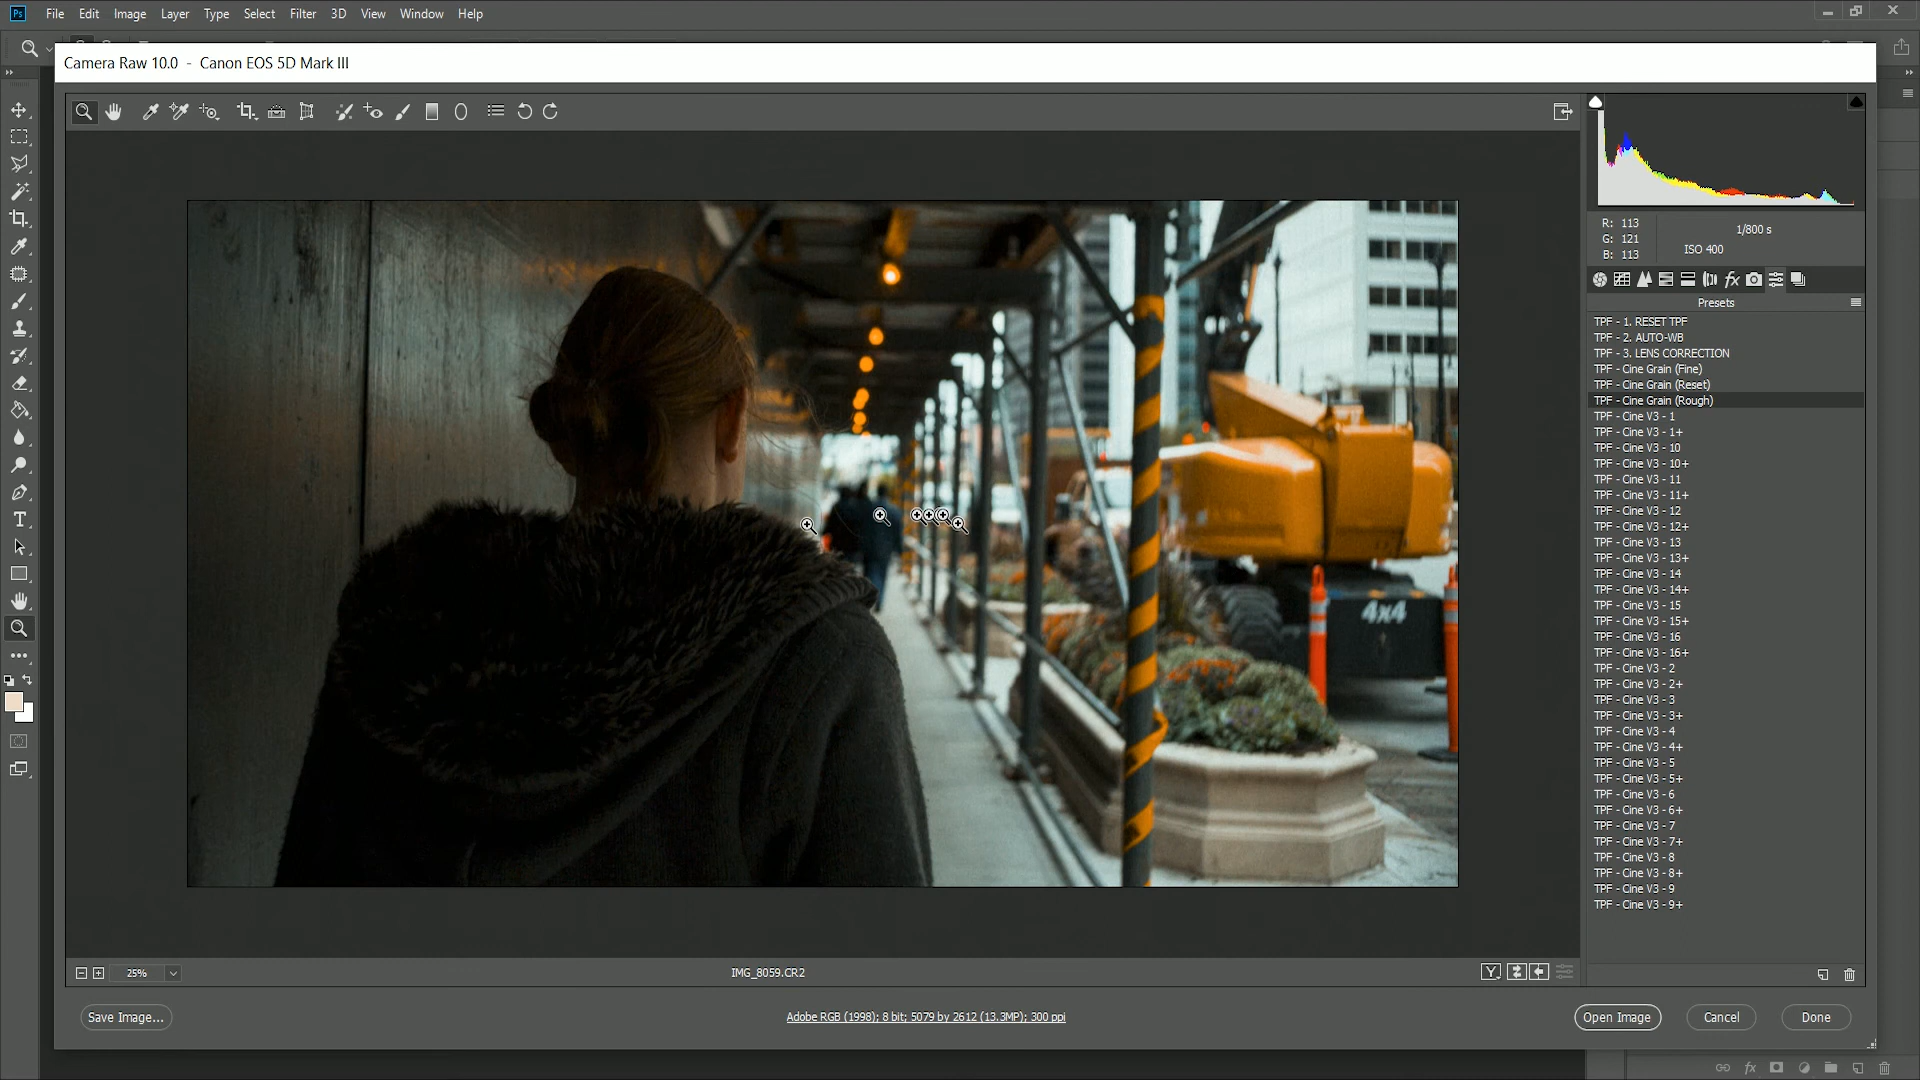 Ps File Edit Image Layer Type Select Filter 3D View Window Help
Camera Raw 10.0 - Canon EOS 5D Mark III
R: 113
G: 121
B: 113
1/800 s
ISO 400
Presets
TPF - 1. RESET TPF
TPF - 2. AUTO-WB
TPF - 3. LENS CORRECTION
TPF - Cine Grain (Fine)
TPF - Cine Grain (Reset)
TPF - Cine Grain (Rough)
TPF - Cine V3 - 1
TPF - Cine V3 - 1+
TPF - Cine V3 - 10
TPF - Cine V3 - 10+
TPF - Cine V3 - 11
TPF - Cine V3 - 11+
TPF - Cine V3 - 12
TPF - Cine V3 - 12+
TPF - Cine V3 - 13
TPF - Cine V3 - 13+
TPF - Cine V3 - 14
TPF - Cine V3 - 14+
TPF - Cine V3 - 15
TPF - Cine V3 - 15+
TPF - Cine V3 - 16
TPF - Cine V3 - 16+
TPF - Cine V3 - 2
TPF - Cine V3 - 2+
TPF - Cine V3 - 3
TPF - Cine V3 - 3+
TPF - Cine V3 - 4
TPF - Cine V3 - 4+
TPF - Cine V3 - 5
TPF - Cine V3 - 5+
TPF - Cine V3 - 6
TPF - Cine V3 - 6+
TPF - Cine V3 - 7
TPF - Cine V3 - 7+
TPF - Cine V3 - 8
TPF - Cine V3 - 8+
TPF - Cine V3 - 9
TPF - Cine V3 - 9+
4x4
25%
IMG_8059.CR2
Save Image...
Adobe RGB (1998); 8 bit; 5079 by 2612 (13.3MP); 300 ppi
Open Image
Cancel
Done